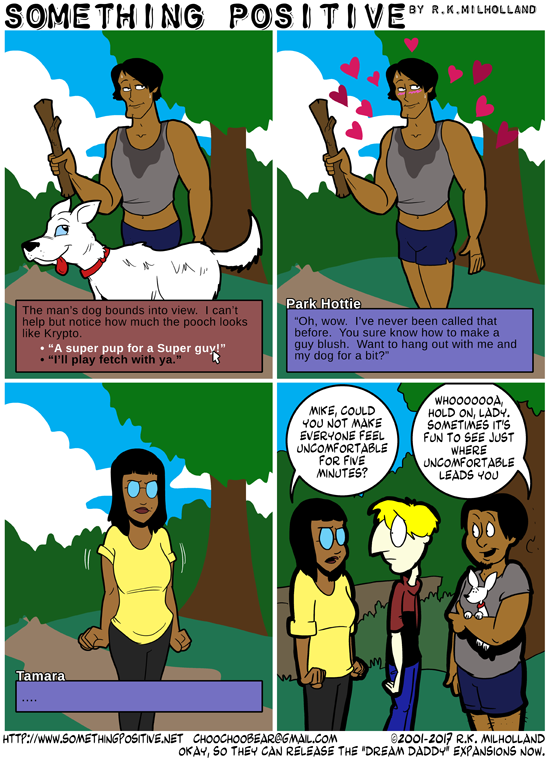 SOMETHING POSITIVE BY R.K.MILHOLLAND
The man's dog bounds into view. I can't
help but notice how much the pooch looks
like Krypto.
• “A super pup for a Super guy!”
• “I'll play fetch with ya.”
Park Hottie
“Oh, wow. I've never been called that
before. You sure know how to make a
guy blush. Want to hang out with me and
my dog for a bit?”
Tamara
....
MIKE, COULD
YOU NOT MAKE
EVERYONE FEEL
UNCOMFORTABLE
FOR FIVE
MINUTES?
WHOOOOOOA,
HOLD ON, LADY.
SOMETIMES IT'S
FUN TO SEE JUST
WHERE
UNCOMFORTABLE
LEADS YOU
HTTP://WWW.SOMETHINGPOSITIVE.NET CHOOCHOOBEAR@GMAIL.COM ©2001-2017 R.K. MILHOLLAND
OKAY, SO THEY CAN RELEASE THE "DREAM DADDY" EXPANSIONS NOW.